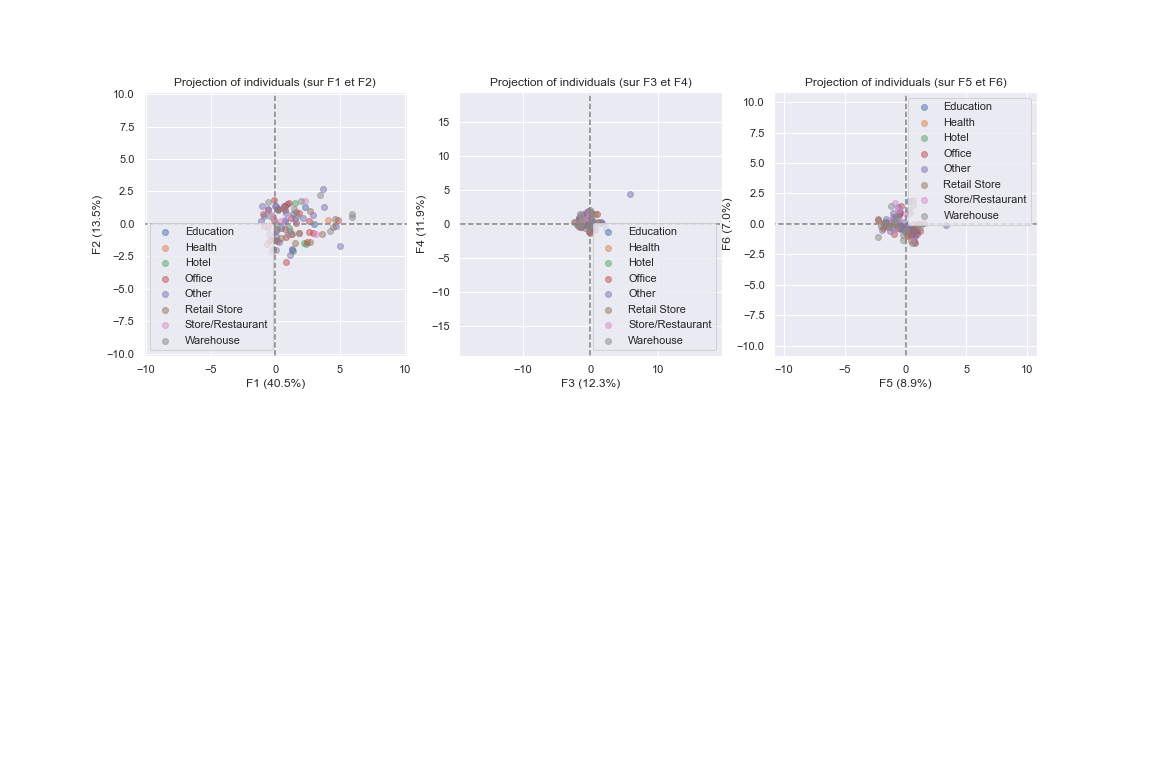 Projection of individuals (sur F1 et F2)
10.0
7.5
5.0
2.5
0.0
−2.5
−5.0
−7.5
−10.0
F2 (13.5%)
Education
Health
Hotel
Office
Other
Retail Store
Store/Restaurant
Warehouse
−10
−5
0
5
10
F1 (40.5%)
Projection of individuals (sur F3 et F4)
15
10
5
0
−5
−10
−15
F4 (11.9%)
Education
Health
Hotel
Office
Other
Retail Store
Store/Restaurant
Warehouse
−10
0
10
F3 (12.3%)
Projection of individuals (sur F5 et F6)
10.0
7.5
5.0
2.5
0.0
−2.5
−5.0
−7.5
−10.0
F6 (7.0%)
Education
Health
Hotel
Office
Other
Retail Store
Store/Restaurant
Warehouse
−10
−5
0
5
10
F5 (8.9%)